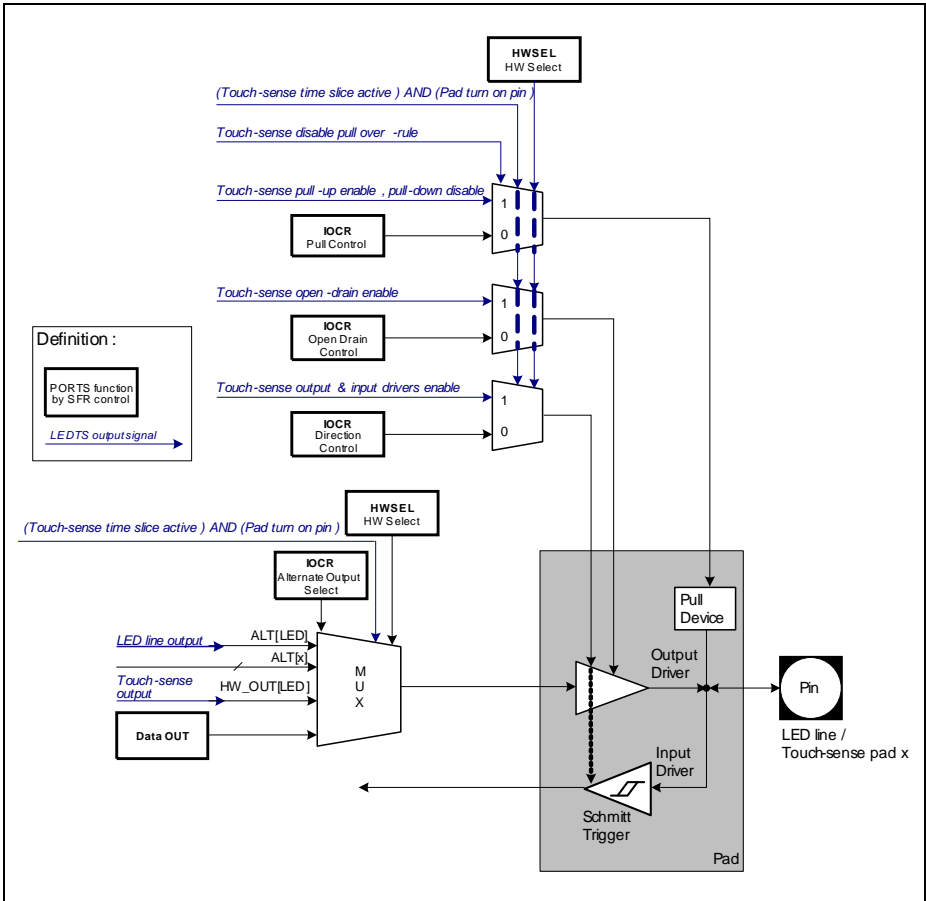 HWSEL
HW Select
(Touch-sense time slice active ) AND (Pad turn on pin )
Touch-sense disable pull over -rule
Touch-sense pull -up enable , pull-down disable
1
IOCR
Pull Control
0
Touch-sense open -drain enable
1
IOCR
Open Drain
Control
0
Touch-sense output & input drivers enable
1
IOCR
Direction
Control
0
Definition :
PORTS function
by SFR control
LEDTS output signal
HWSEL
HW Select
(Touch-sense time slice active ) AND (Pad turn on pin )
IOCR
Alternate Output
Select
LED line output
ALT[LED]
ALT[x]
Touch-sense
output
HW_OUT[LED]
Data OUT
M
U
X
Pull
Device
Output
Driver
Pin
LED line /
Touch-sense pad x
Input
Driver
Schmitt
Trigger
Pad